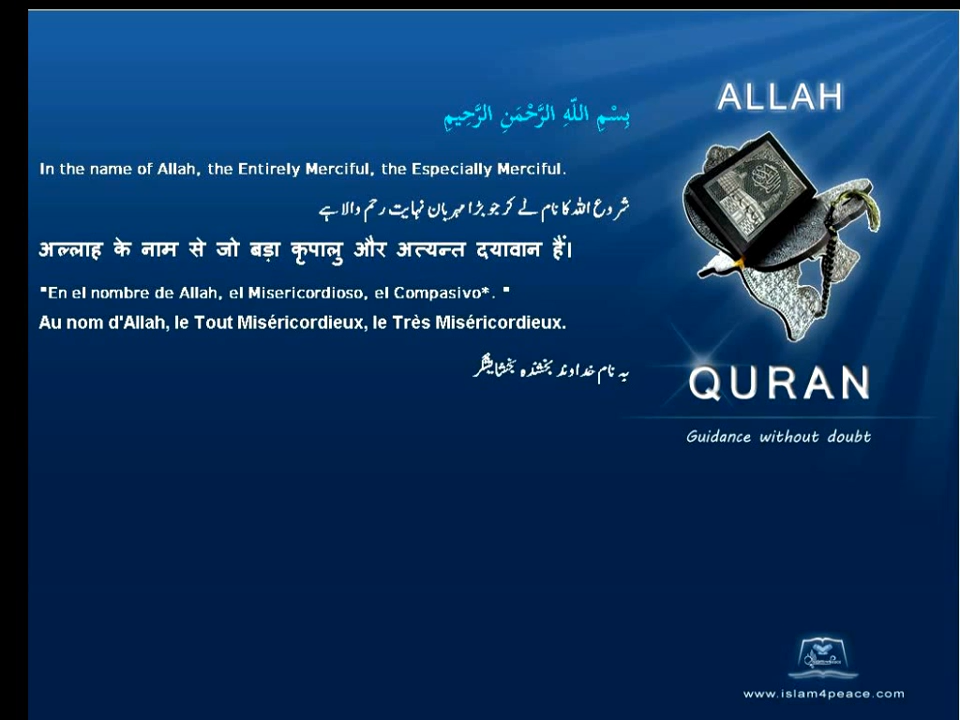 بِسْمِ اللّهِ الرَّحْمَنِ الرَّحِيمِ
In the name of Allah, the Entirely Merciful, the Especially Merciful.
شروع الله کا نام لے کر جو بڑا مہربان نہایت رحم والا ہے
अल्लाह के नाम से जो बड़ा कृपालु और अत्यन्त दयावान हैं।
"En el nombre de Allah, el Misericordioso, el Compasivo*. "
Au nom d'Allah, le Tout Miséricordieux, le Très Miséricordieux.
به نام خداوند بخشنده بخشایشگر
ALLAH
QURAN
Guidance without doubt
www.islam4peace.com